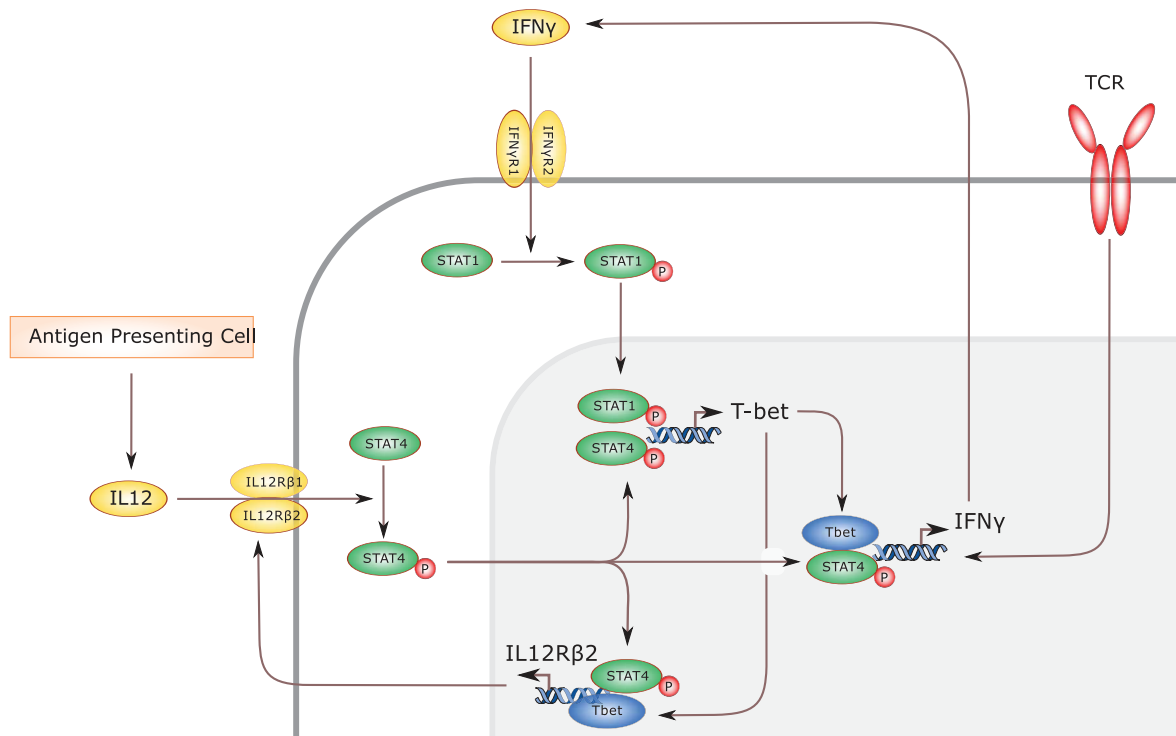 IFNγ
TCR
IFNγR1
IFNγR2
STAT1
STAT1
P
Antigen Presenting Cell
STAT1
P
T-bet
STAT4
P
STAT4
IL12Rβ1
IL12
IL12Rβ2
IFNγ
Tbet
STAT4
P
STAT4
P
IL12Rβ2
STAT4
P
Tbet